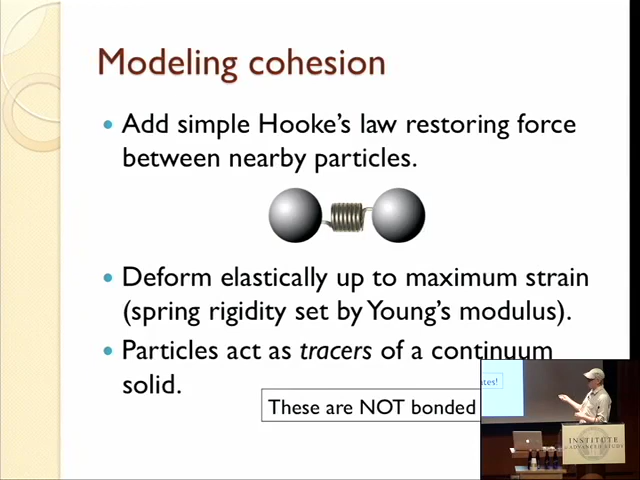 Modeling cohesion
• Add simple Hooke's law restoring force
between nearby particles.
• Deform elastically up to maximum strain
(spring rigidity set by Young's modulus).
• Particles act as tracers of a continuum
solid.
These are NOT bonded
ates!
INSTITUTE
ADVANCED STUDY